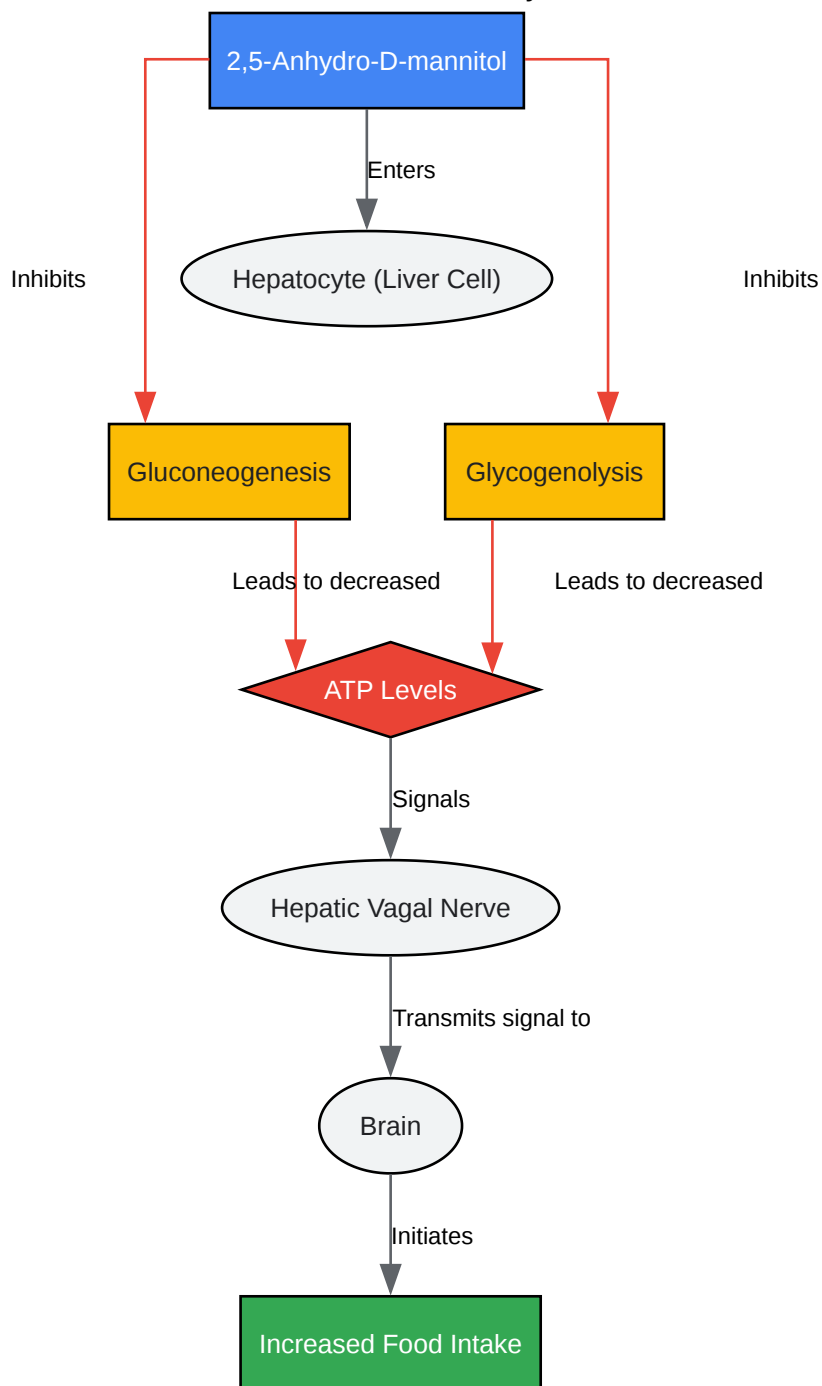 2,5-Anhydro-D-mannitol
Enters
Inhibits
Hepatocyte (Liver Cell)
Inhibits
Gluconeogenesis
Glycogenolysis
Leads to decreased
Leads to decreased
ATP Levels
Signals
Hepatic Vagal Nerve
Transmits signal to
Brain
Initiates
Increased Food Intake